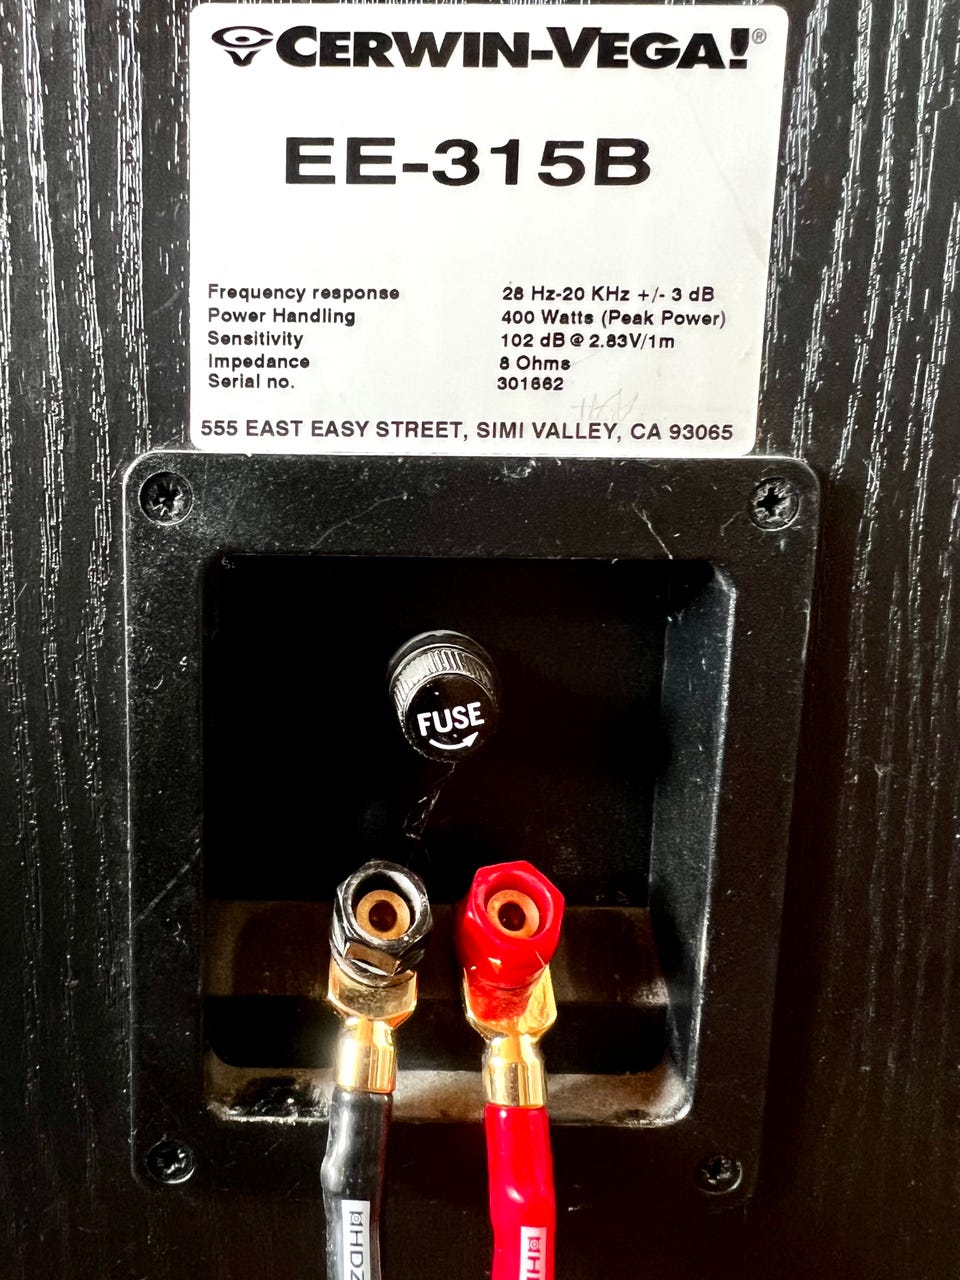 CERWIN-VEGA!®
EE-315B
Frequency response 28 Hz-20 KHz +/- 3 dB
Power Handling 400 Watts (Peak Power)
Sensitivity 102 dB @ 2.83V/1m
Impedance 8 Ohms
Serial no. 301662
555 EAST EASY STREET, SIMI VALLEY, CA 93065
FUSE